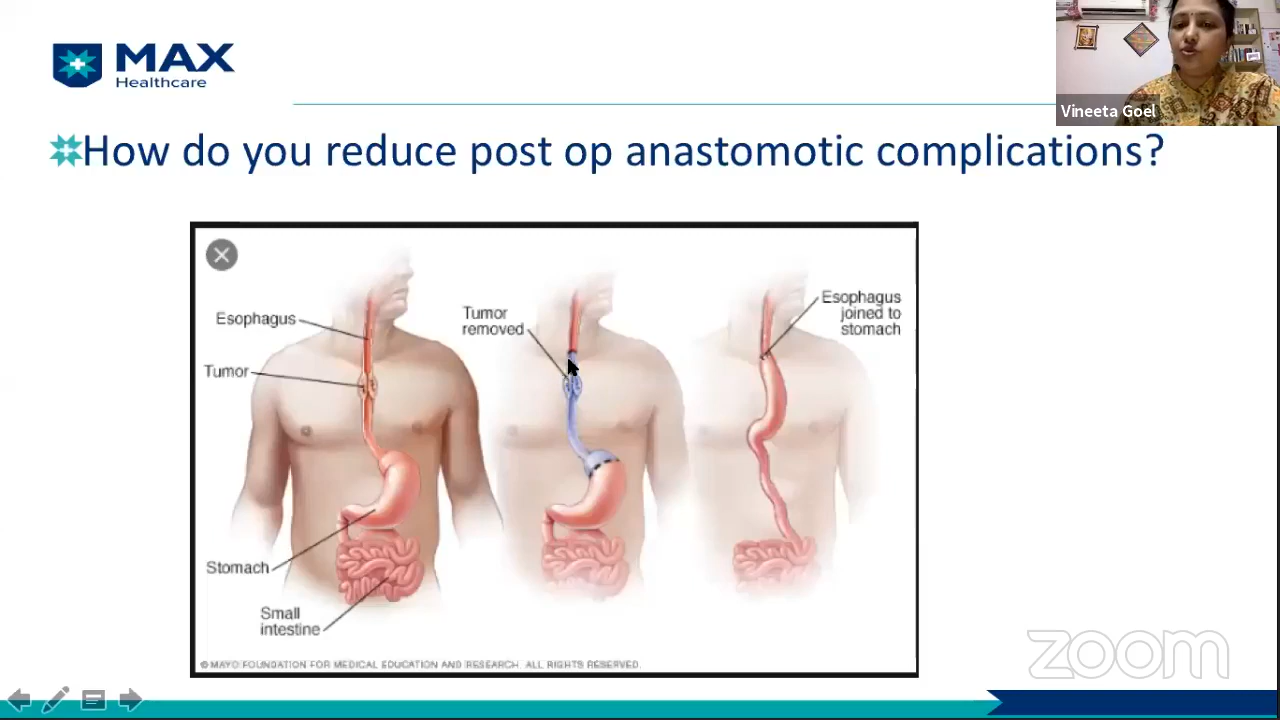 MAX
Healthcare
Vineeta Goel
How do you reduce post op anastomotic complications?
Esophagus
Tumor
Stomach
Small
intestine
Tumor
removed
Esophagus
joined to
stomach
© MAYO FOUNDATION FOR MEDICAL EDUCATION AND RESEARCH. ALL RIGHTS RESERVED.
zoom